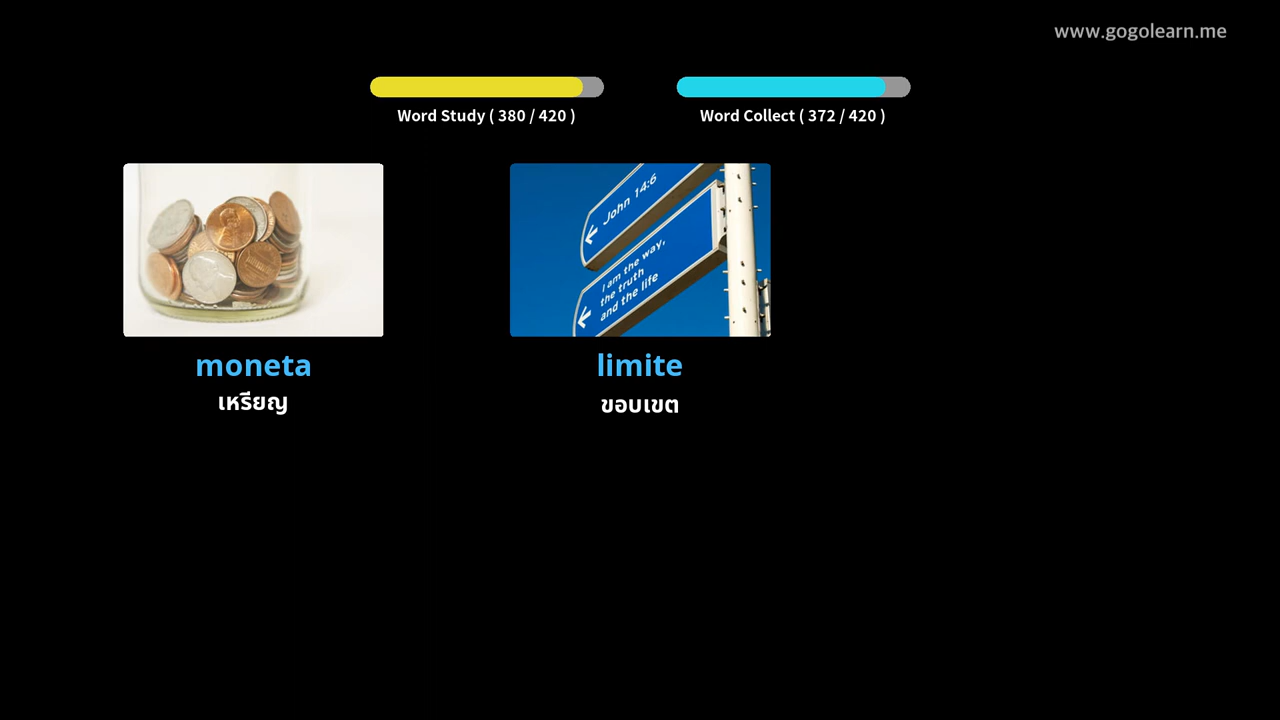 www.gogolearn.me
Word Study ( 380 / 420 )
Word Collect ( 372 / 420 )
John 14:6
I am the way,
the truth
and the life
moneta
เหรียญ
limite
ขอบเขต